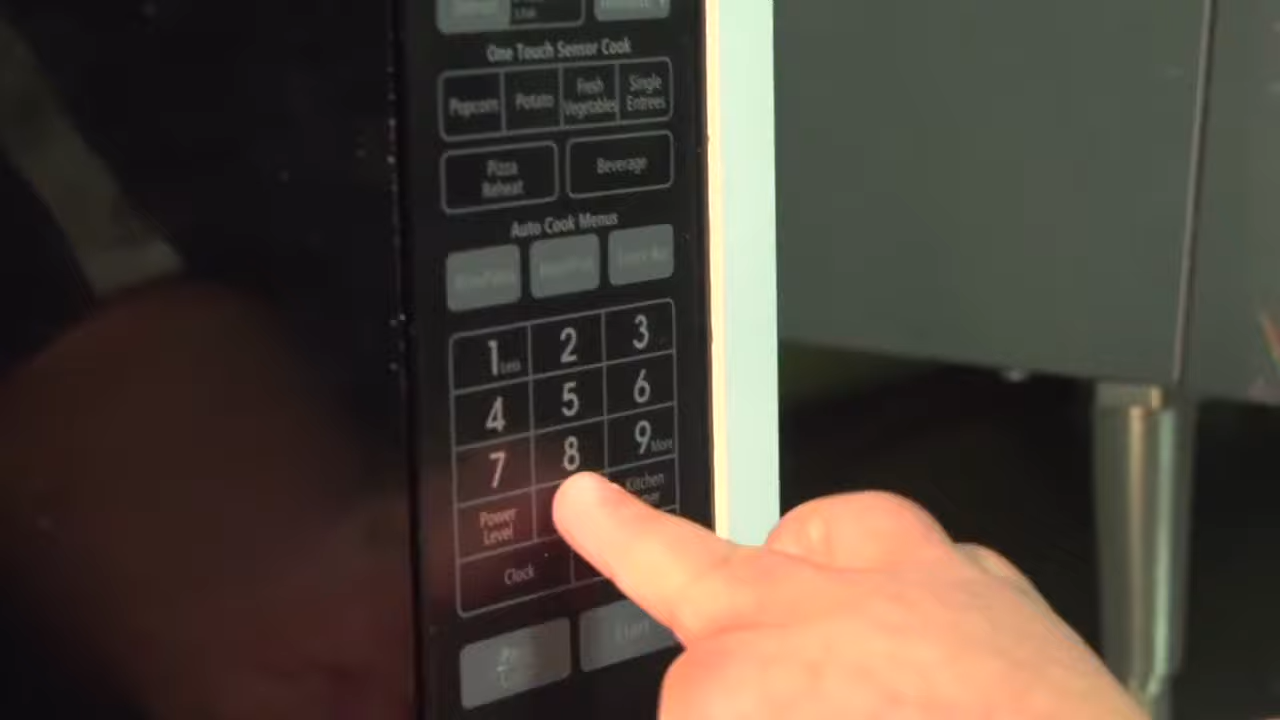 One Touch Sensor Cook
Popcorn Potato Fresh Vegetables Single Entrees
Pizza Reheat Beverage
Auto Cook Menus
1 2 3
4 5 6
7 8 9 More
Power Level Kitchen
Clock
Start